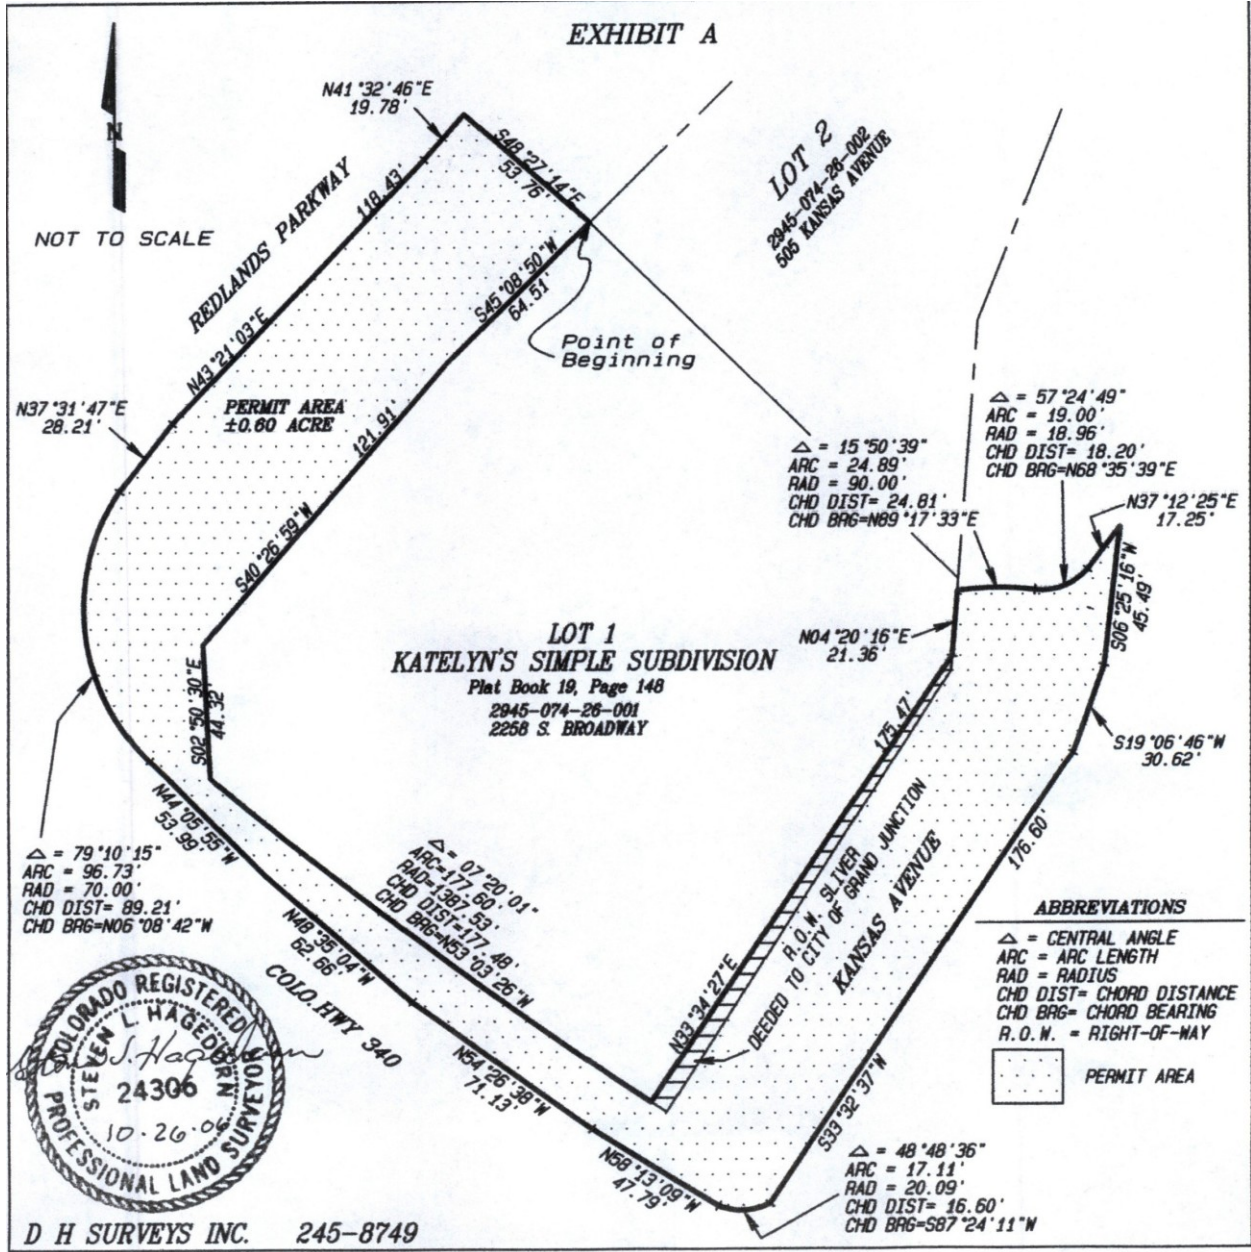 EXHIBIT A
N41°32'46"E
19.78'
N
NOT TO SCALE
REDLANDS PARKWAY
118.43'
N43°21'03"E
S48°27'14"E
53.76'
LOT 2
2945-074-26-002
505 KANSAS AVENUE
S45°08'50"W
64.51'
Point of
Beginning
N37°31'47"E
28.21'
PERMIT AREA
±0.60 ACRE
121.91'
S40°26'59"W
△ = 57°24'49"
ARC = 19.00'
RAD = 18.96'
CHD DIST= 18.20'
CHD BRG=N68°35'39"E
△ = 15°50'39"
ARC = 24.89'
RAD = 90.00'
CHD DIST= 24.81'
CHD BRG=N89°17'33"E
N37°12'25"E
17.25'
S06°25'16"W
45.49'
N04°20'16"E
21.36'
LOT 1
KATELYN'S SIMPLE SUBDIVISION
Plat Book 19, Page 148
2945-074-26-001
2258 S. BROADWAY
S02°50'30"E
44.32'
175.47'
N33°34'27"E
S19°06'46"W
30.62'
N44°05'55"W
53.99'
△ = 79°10'15"
ARC = 96.73'
RAD = 70.00'
CHD DIST= 89.21'
CHD BRG=N06°08'42"W
△ = 07°20'01"
ARC=177.60'
RAD=1387.53'
CHD DIST=177.48'
CHD BRG=N53°03'26"W
R.O.W. SLIVER
DEEDED TO CITY OF GRAND JUNCTION
KANSAS AVENUE
176.60'
S33°32'37"W
N48°35'04"W
62.66'
COLO. HWY 340
N54°26'38"W
71.13'
N58°13'09"W
47.79'
△ = 48°48'36"
ARC = 17.11'
RAD = 20.09'
CHD DIST= 16.60'
CHD BRG=S87°24'11"W
ABBREVIATIONS
△ = CENTRAL ANGLE
ARC = ARC LENGTH
RAD = RADIUS
CHD DIST= CHORD DISTANCE
CHD BRG= CHORD BEARING
R.O.W. = RIGHT-OF-WAY
PERMIT AREA
COLORADO REGISTERED
STEVEN L. HAGEDORN
24306
10-26-06
PROFESSIONAL LAND SURVEYOR
D H SURVEYS INC. 245-8749